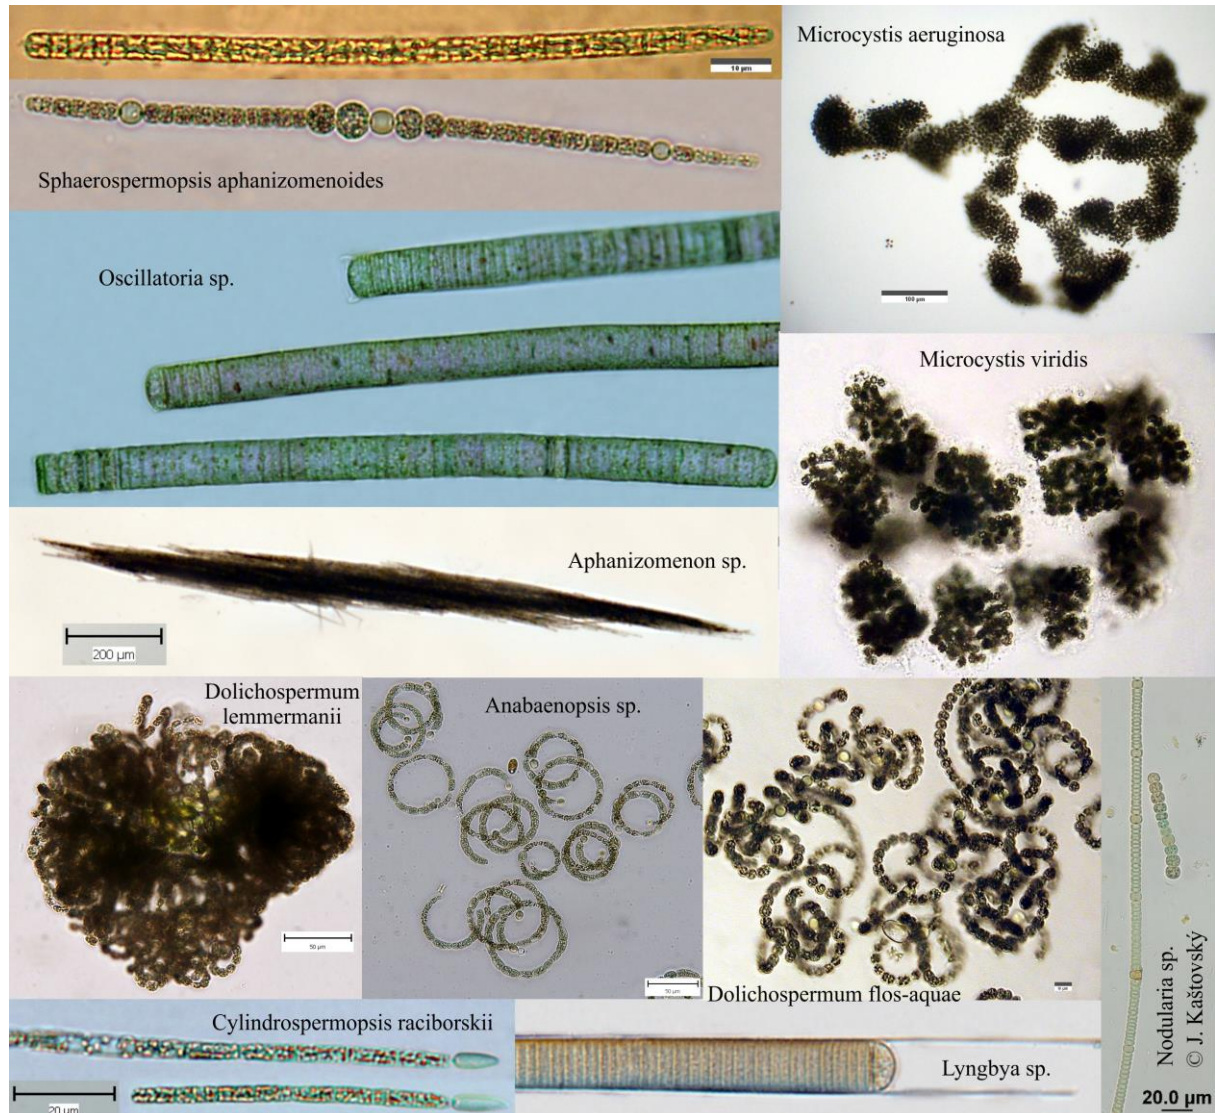 10 µm
Microcystis aeruginosa
Sphaerospermopsis aphanizomenoides
Oscillatoria sp.
100 µm
Microcystis viridis
Aphanizomenon sp.
200 µm
Dolichospermum
lemmermanii
Anabaenopsis sp.
50 µm
50 µm
Dolichospermum flos-aquae
Nodularia sp.
© J. Kaštovský
Cylindrospermopsis raciborskii
20 µm
Lyngbya sp.
20.0 µm